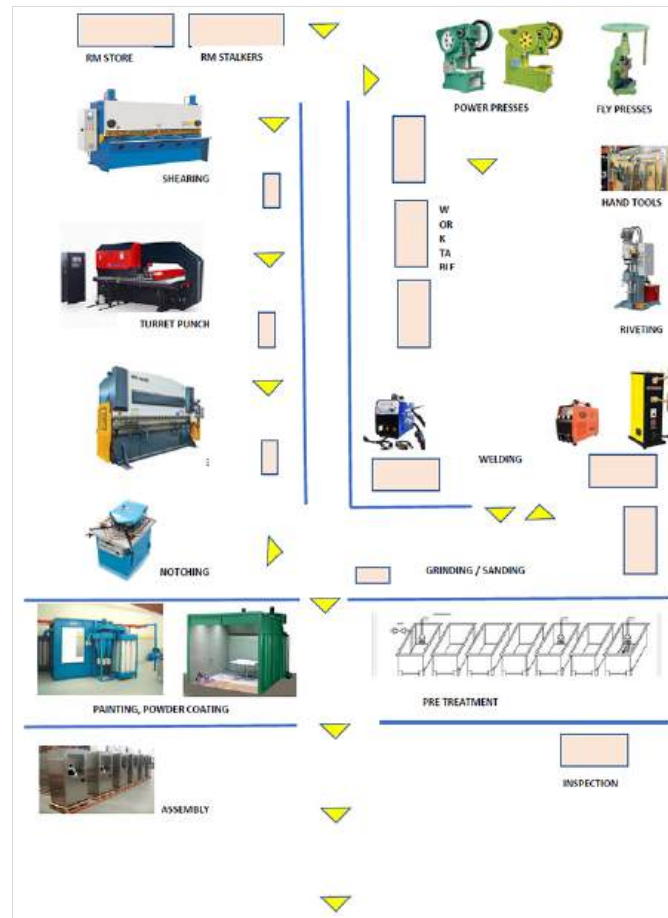 RM STORE
RM STALKERS
POWER PRESSES
FLY PRESSES
SHEARING
HAND TOOLS
W
OR
K
TA
BLE
TURRET PUNCH
RIVETING
WELDING
NOTCHING
GRINDING / SANDING
PAINTING, POWDER COATING
PRE TREATMENT
INSPECTION
ASSEMBLY